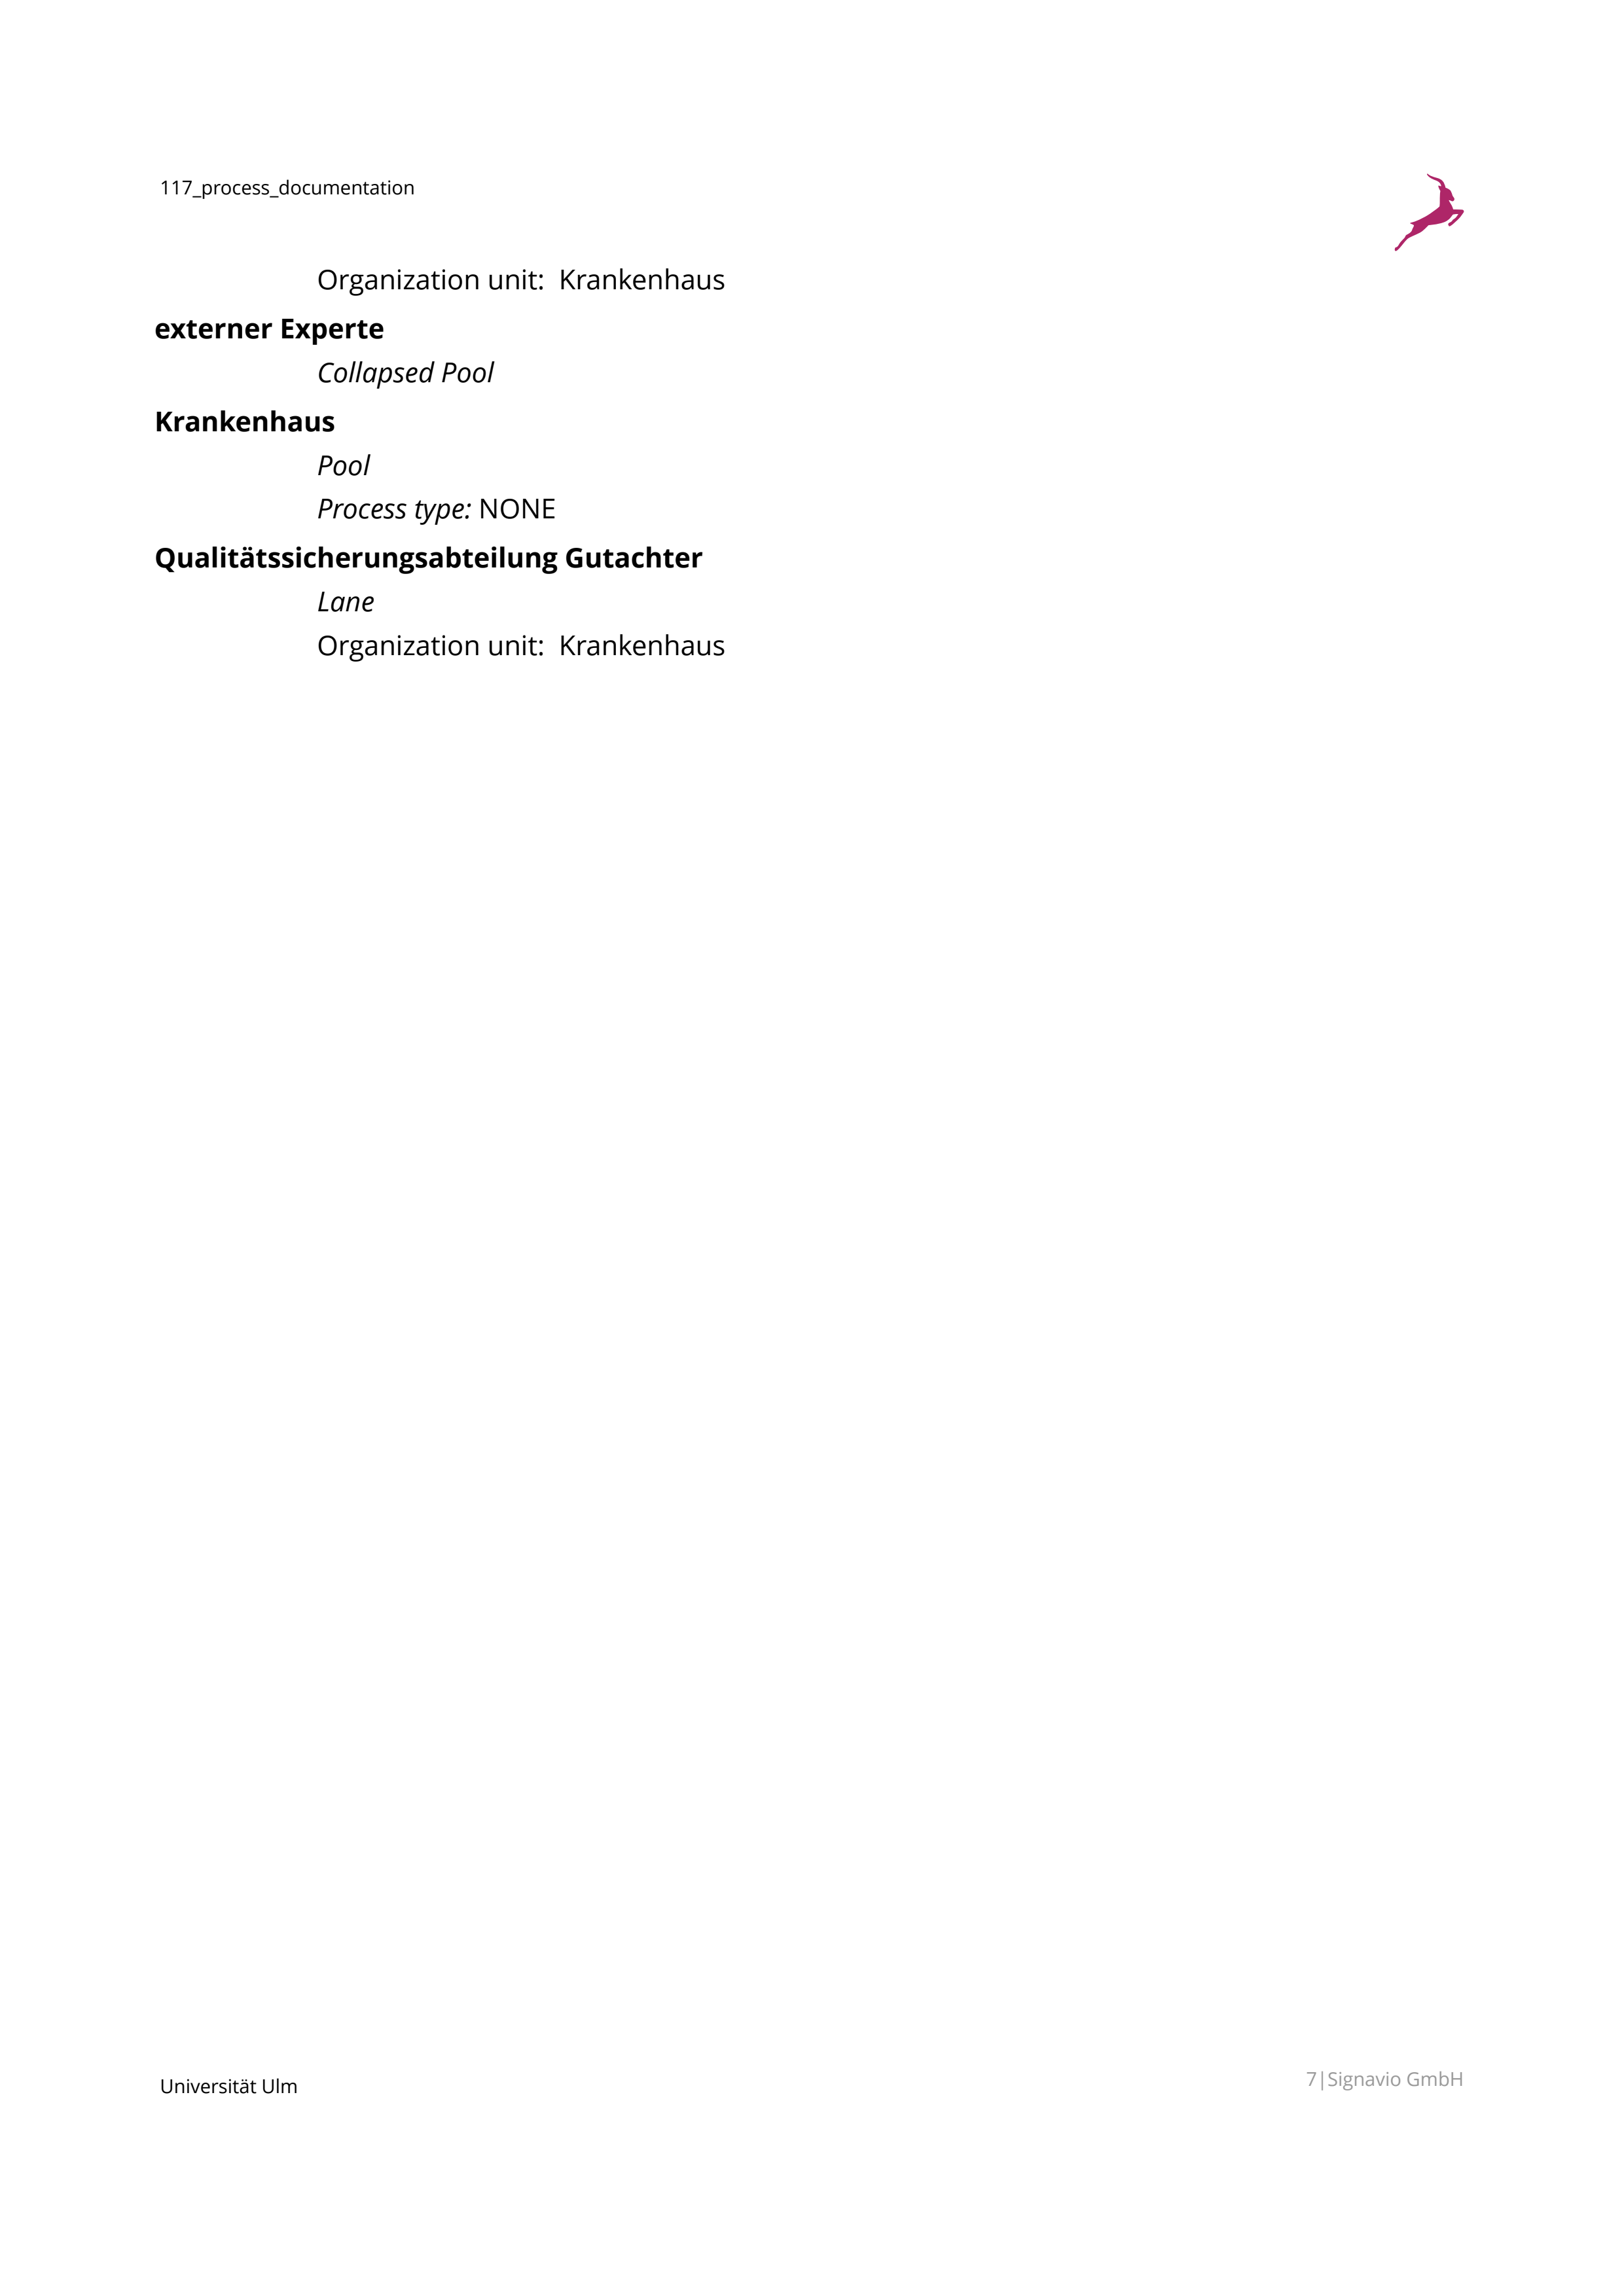 117_process_documentation
Organization unit:  Krankenhaus
externer Experte
Collapsed Pool
Krankenhaus
Pool
Process type: NONE
Qualitätssicherungsabteilung Gutachter
Lane
Organization unit:  Krankenhaus
Universität Ulm
7|Signavio GmbH